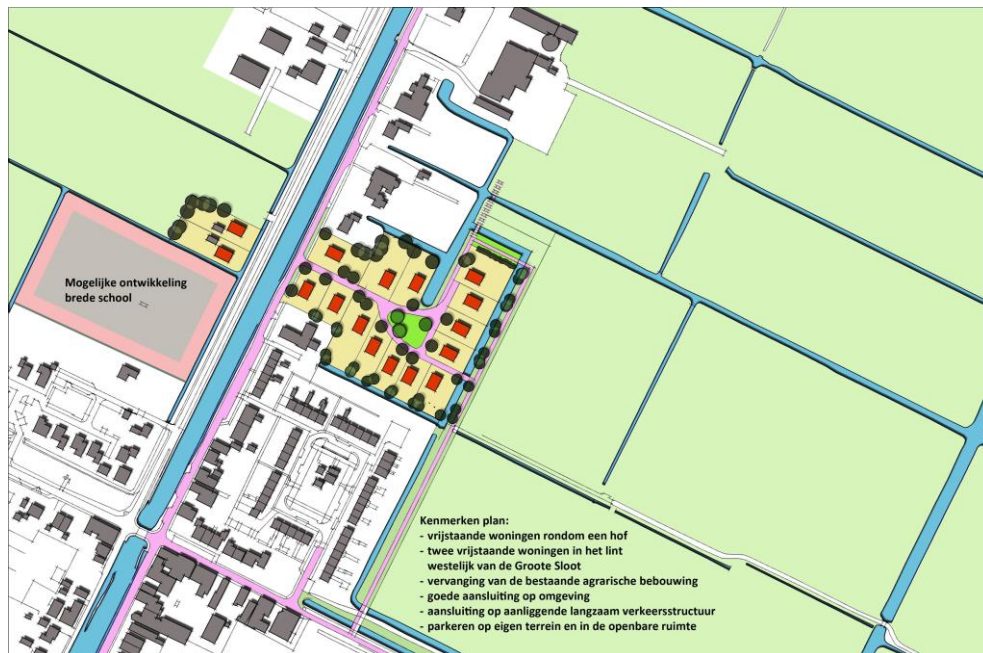 Mogelijke ontwikkeling
brede school
Kenmerken plan:
- vrijstaande woningen rondom een hof
- twee vrijstaande woningen in het lint
westelijk van de Groote Sloot
- vervanging van de bestaande agrarische bebouwing
- goede aansluiting op omgeving
- aansluiting op aanliggende langzaam verkeersstructuur
- parkeren op eigen terrein en in de openbare ruimte